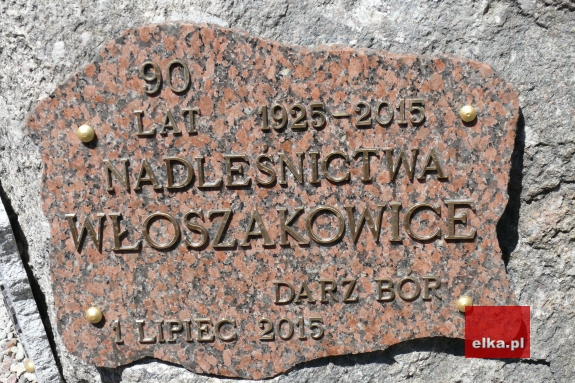 90
LAT 1925-2015
NADLEŚNICTWA
WŁOSZAKOWICE
DARZ BÓR
1 LIPIEC 2015
elka.pl